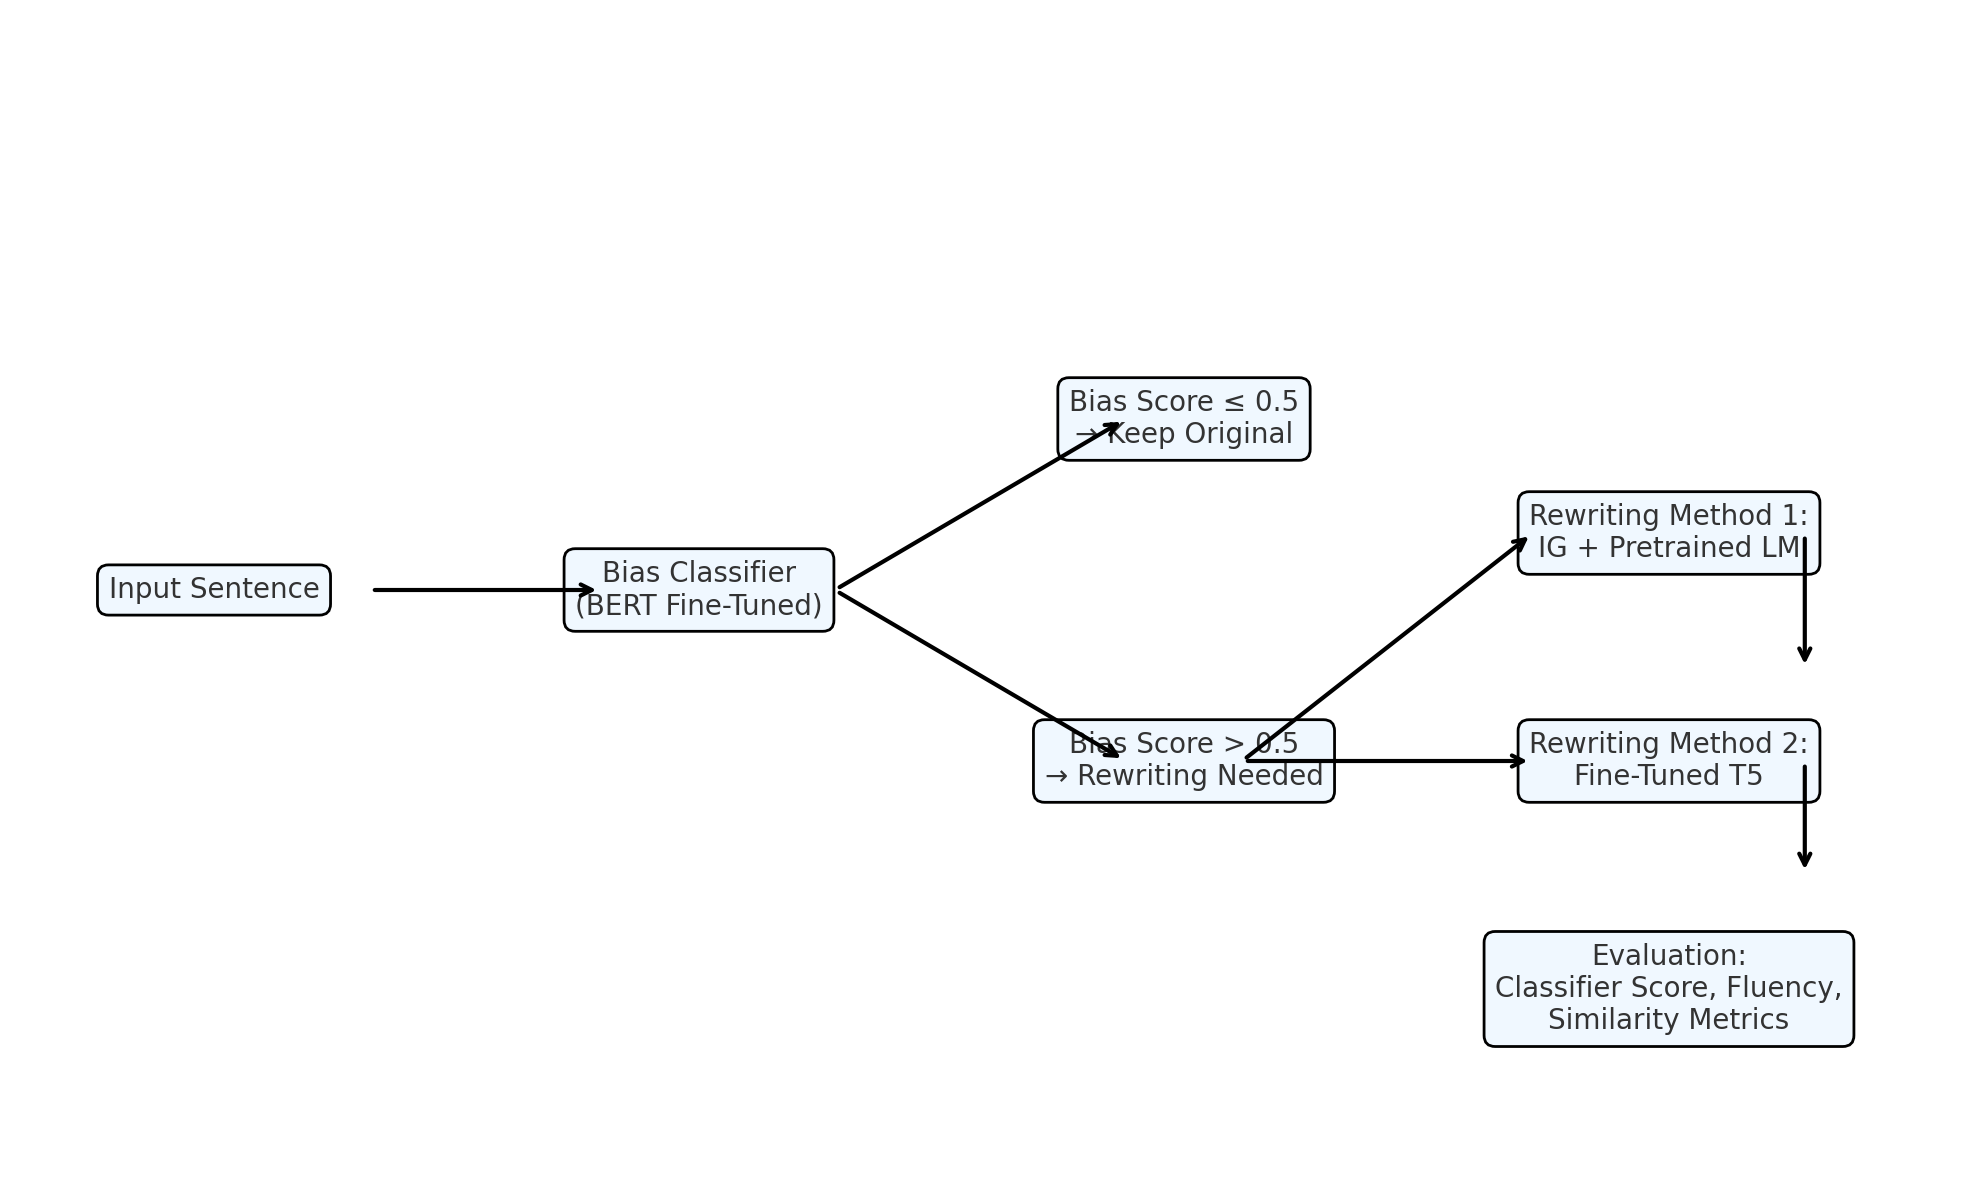 Input Sentence
Bias Classifier
(BERT Fine-Tuned)
Bias Score ≤ 0.5
→ Keep Original
Bias Score > 0.5
→ Rewriting Needed
Rewriting Method 1:
IG + Pretrained LM
Rewriting Method 2:
Fine-Tuned T5
Evaluation:
Classifier Score, Fluency,
Similarity Metrics